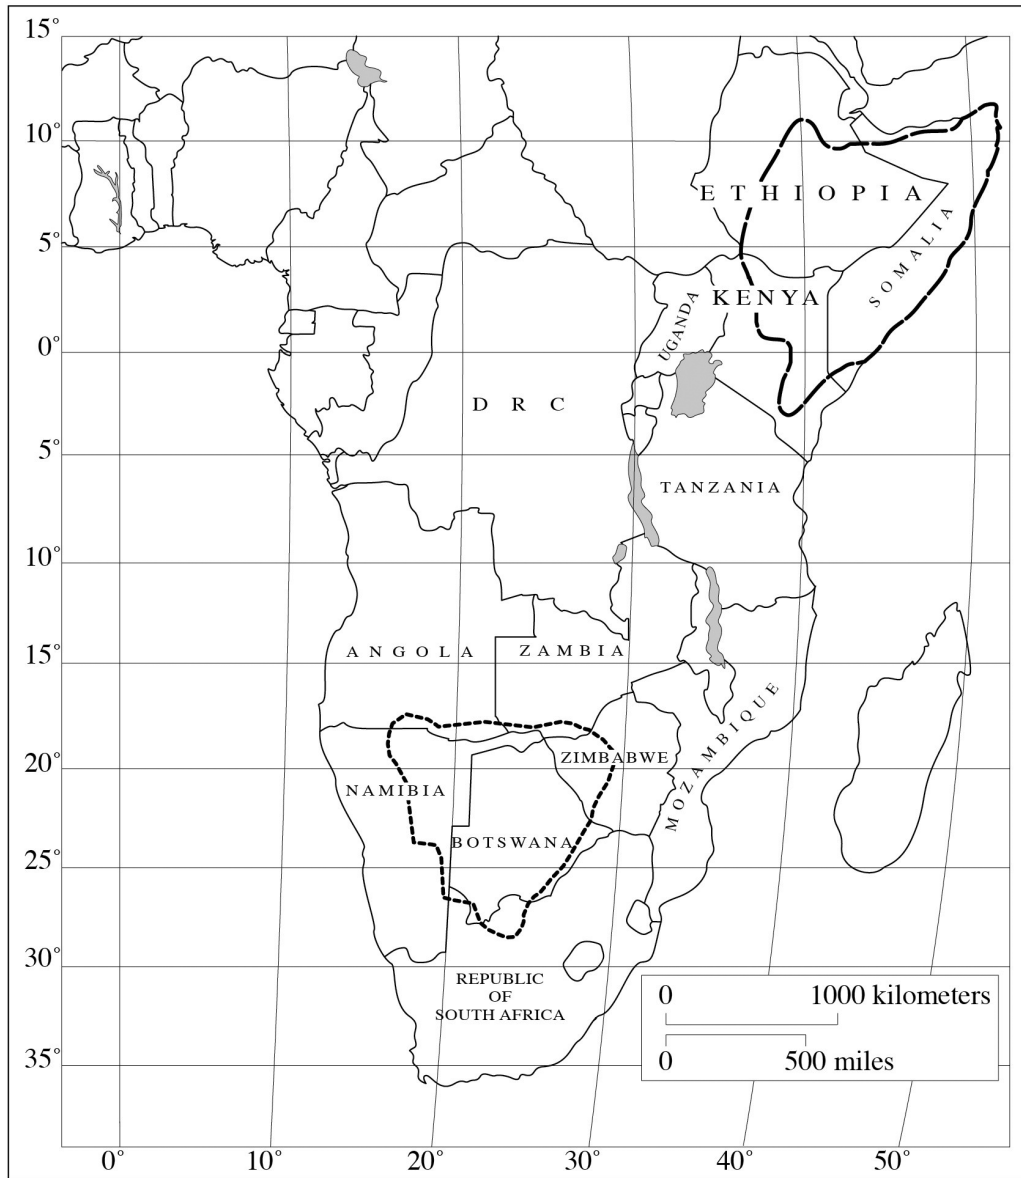 15°
10°
5°
0°
5°
10°
15°
20°
25°
30°
35°
0°
10°
20°
30°
40°
50°
ETHIOPIA
SOMALIA
KENYA
UGANDA
DRC
TANZANIA
ANGOLA
ZAMBIA
MOZAMBIQUE
ZIMBABWE
NAMIBIA
BOTSWANA
REPUBLIC
OF
SOUTH AFRICA
0 1000 kilometers
0 500 miles